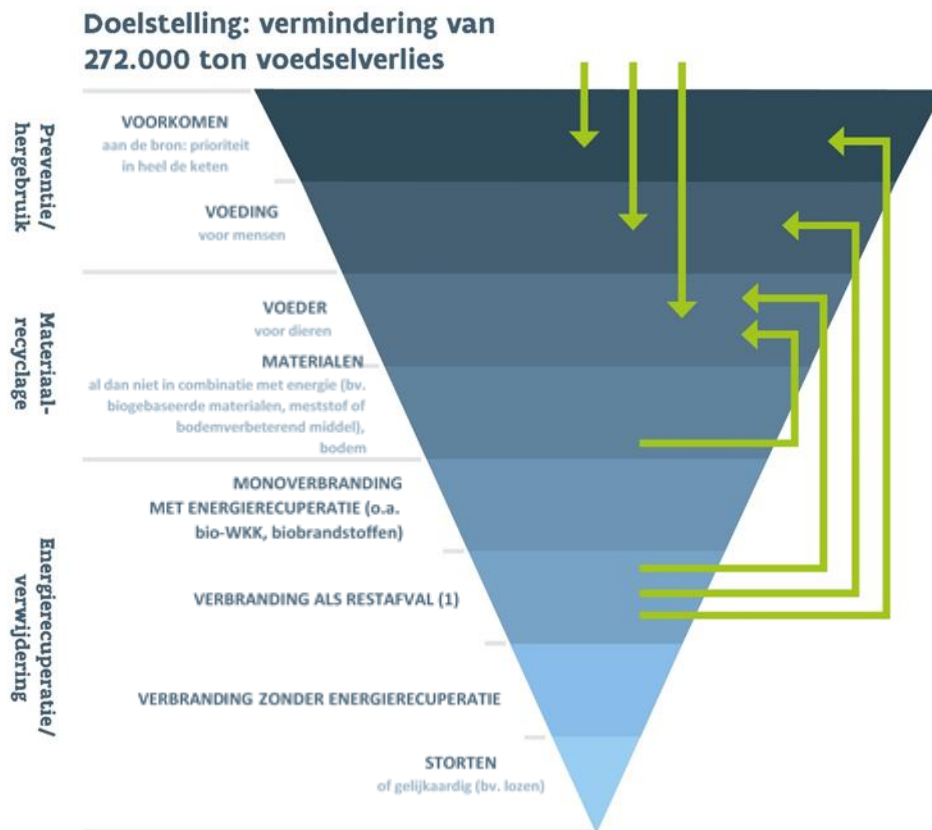 Doelstelling: vermindering van
272.000 ton voedselverlies
Preventie/
hergebruik
VOORKOMEN
aan de bron: prioriteit
in heel de keten
VOEDING
voor mensen
Materiaal-
recyclage
VOEDER
voor dieren
MATERIALEN
al dan niet in combinatie met energie (bv.
biogebaseerde materialen, meststof of
bodemverbeterend middel),
bodem
Energierecuperatie/
verwijdering
MONOVERBRANDING
MET ENERGIERECUPERATIE (o.a.
bio-WKK, biobrandstoffen)
VERBRANDING ALS RESTAFVAL (1)
VERBRANDING ZONDER ENERGIERECUPERATIE
STORTEN
of gelijkaardig (bv. lozen)